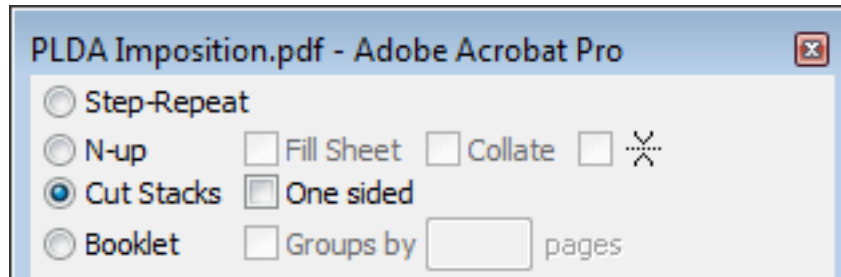 PLDA Imposition.pdf - Adobe Acrobat Pro
Step-Repeat
N-up Fill Sheet Collate
Cut Stacks One sided
Booklet Groups by pages